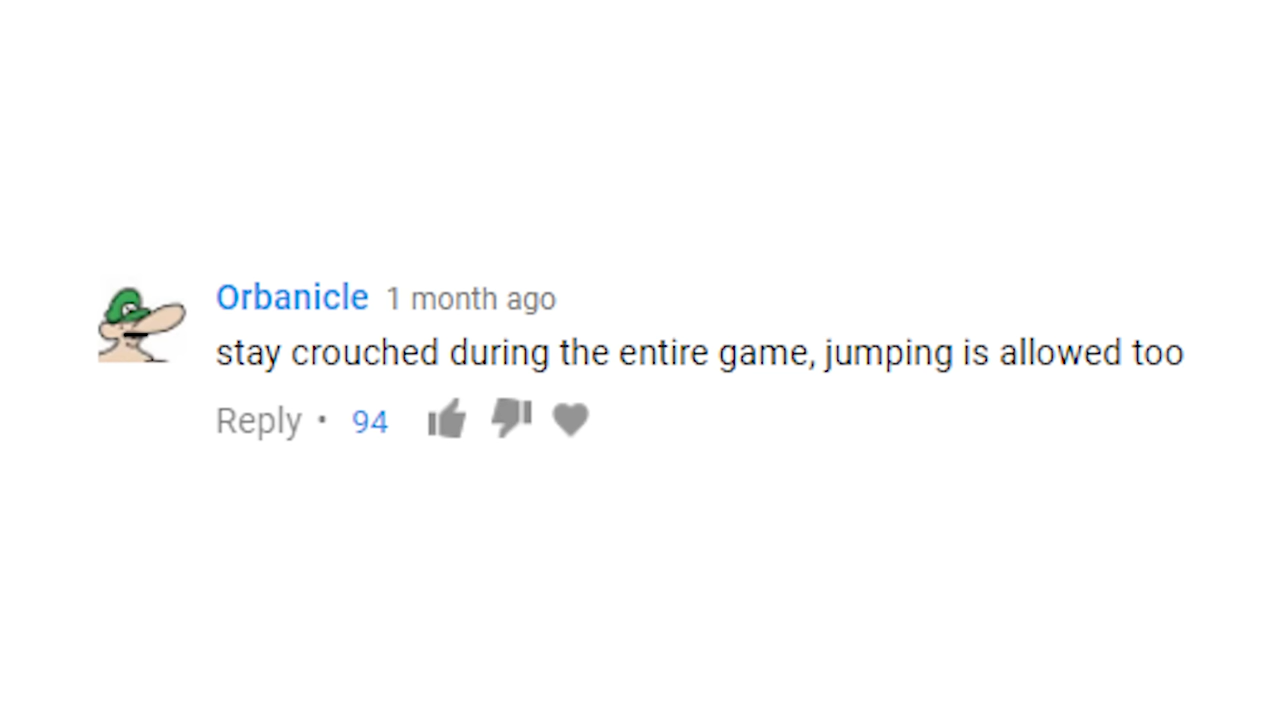 Orbanicle 1 month ago
stay crouched during the entire game, jumping is allowed too
Reply • 94